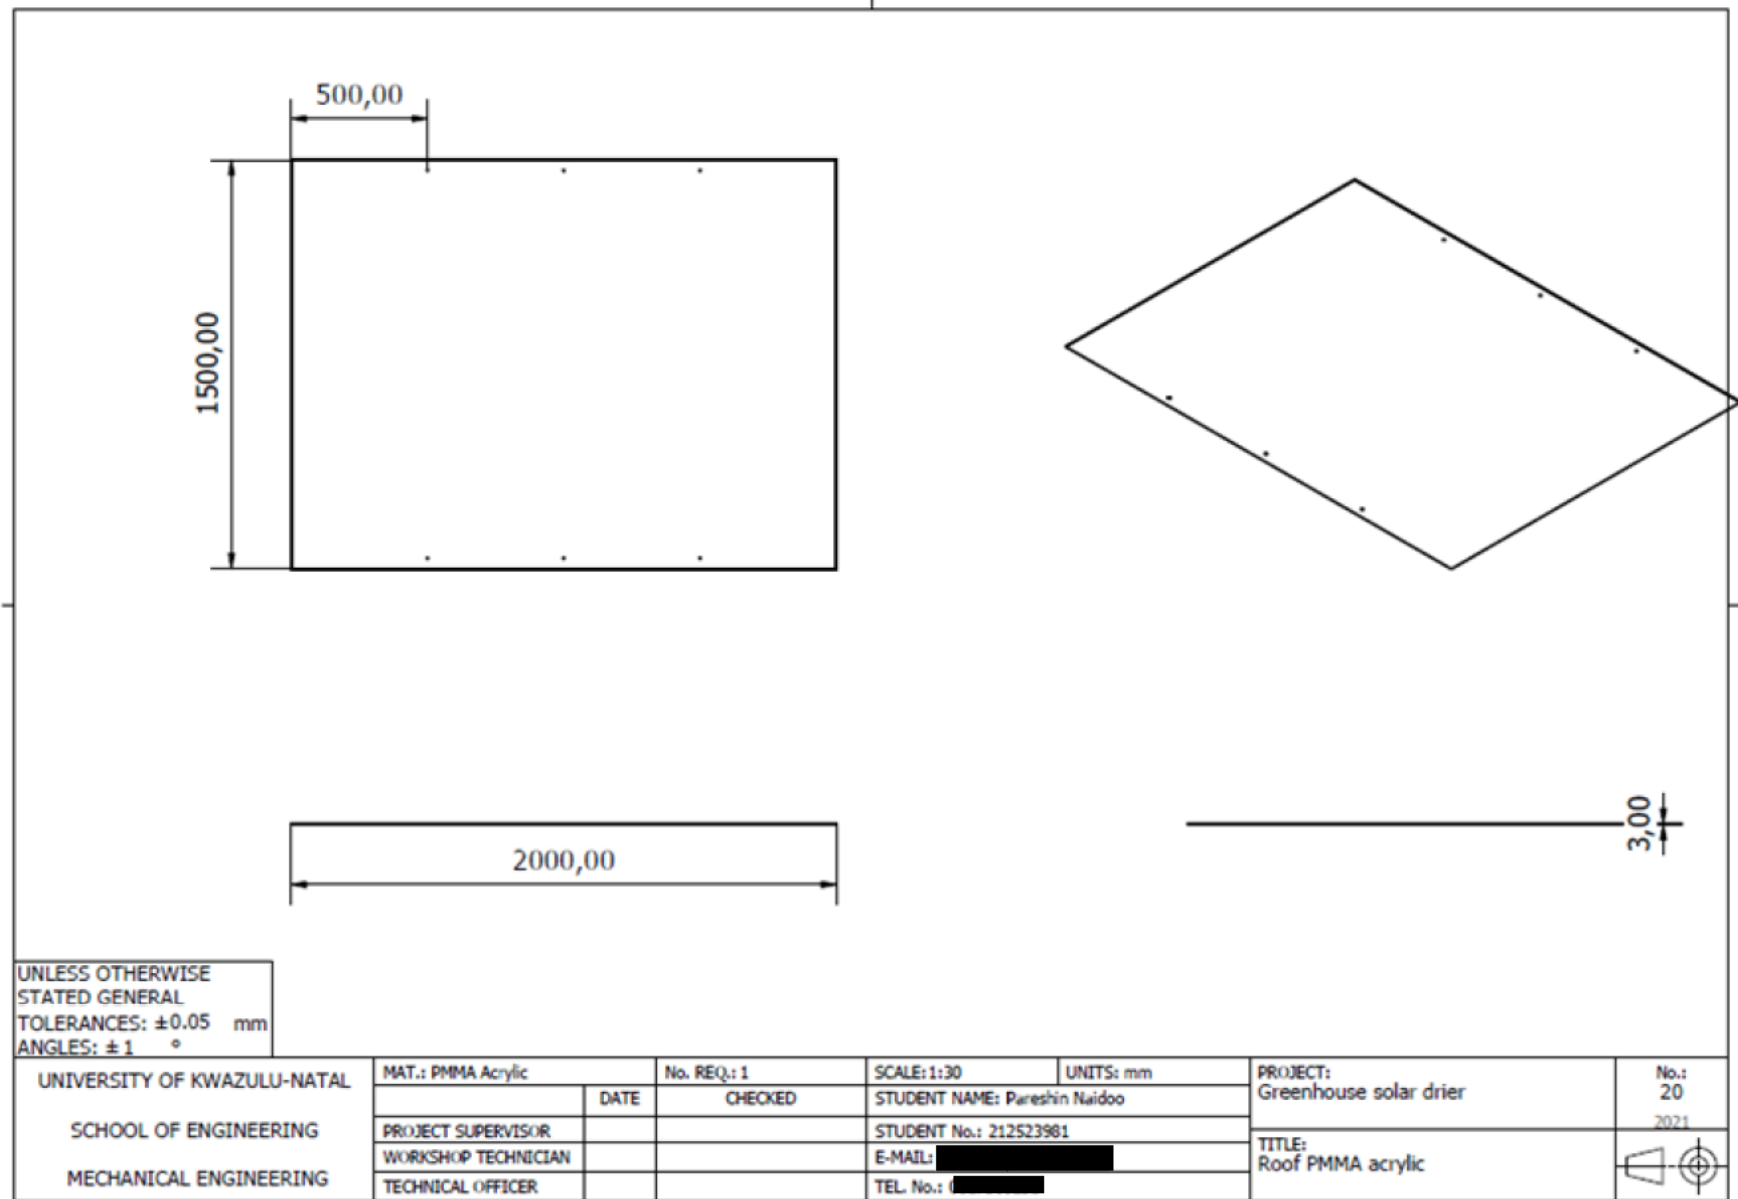 500,00
1500,00
2000,00
3,00
UNLESS OTHERWISE
STATED GENERAL
TOLERANCES: ±0.05 mm
ANGLES: ±1 °
UNIVERSITY OF KWAZULU-NATAL
SCHOOL OF ENGINEERING
MECHANICAL ENGINEERING
MAT.: PMMA Acrylic
No. REQ.: 1
SCALE:1:30
UNITS: mm
DATE
CHECKED
STUDENT NAME: Pareshin Naidoo
PROJECT SUPERVISOR
STUDENT No.: 212523981
WORKSHOP TECHNICIAN
E-MAIL:
TECHNICAL OFFICER
TEL. No.:
PROJECT:
Greenhouse solar drier
No.:
20
2021
TITLE:
Roof PMMA acrylic